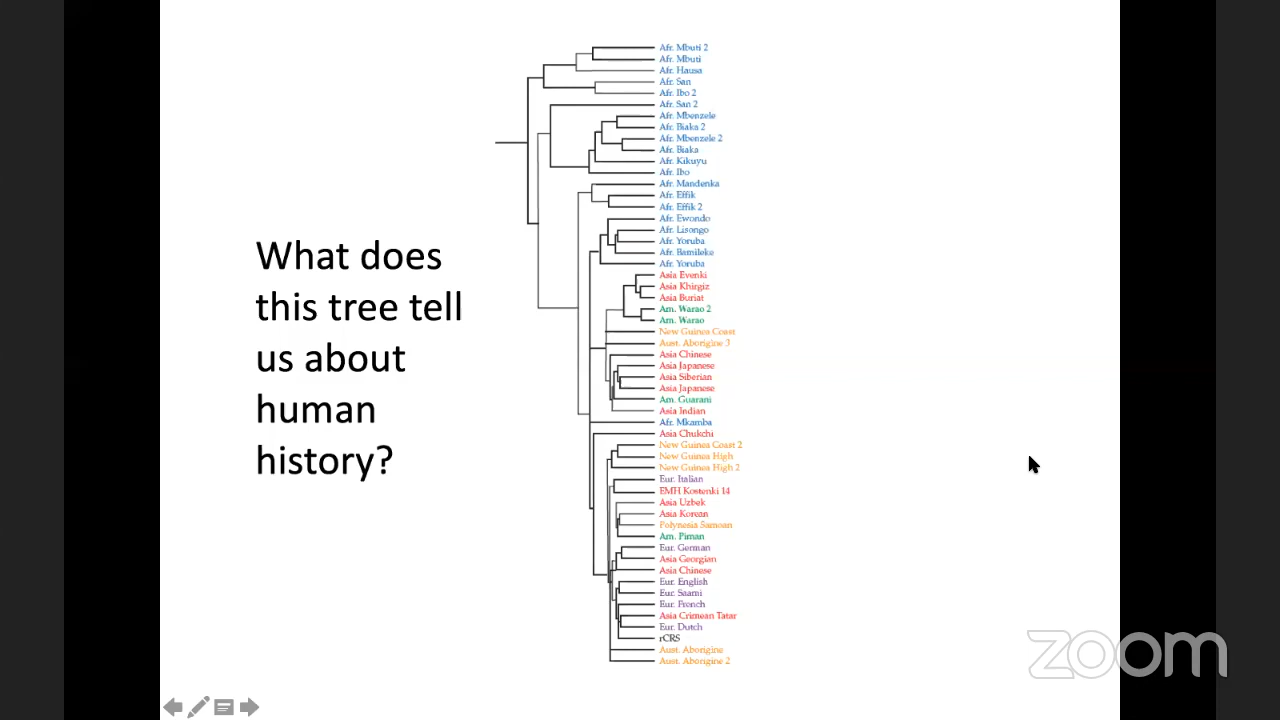 What does
this tree tell
us about
human
history?
Afr. Mbuti 2
Afr. Mbuti
Afr. Hausa
Afr. San
Afr. Ibo 2
Afr. San 2
Afr. Mbenzele
Afr. Biaka 2
Afr. Mbenzele 2
Afr. Biaka
Afr. Kikuyu
Afr. Ibo
Afr. Mandenka
Afr. Effik
Afr. Effik 2
Afr. Ewondo
Afr. Lisongo
Afr. Yoruba
Afr. Bamileke
Afr. Yoruba
Asia Evenki
Asia Khirgiz
Asia Buriat
Am. Warao 2
Am. Warao
New Guinea Coast
Aust. Aborigine 3
Asia Chinese
Asia Japanese
Asia Siberian
Asia Japanese
Am. Guarani
Asia Indian
Afr. Mkamba
Asia Chukchi
New Guinea Coast 2
New Guinea High
New Guinea High 2
Eur. Italian
EMH Kostenki 14
Asia Uzbek
Asia Korean
Polynesia Samoan
Am. Piman
Eur. German
Asia Georgian
Asia Chinese
Eur. English
Eur. Saami
Eur. French
Asia Crimean Tatar
Eur. Dutch
rCRS
Aust. Aborigine
Aust. Aborigine 2
zoom